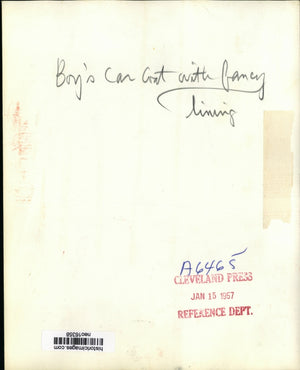 Boy's Car Coat with fancy
lining
A6465
CLEVELAND PRESS
JAN 15 1957
REFERENCE DEPT.
historicimages.com
neo16358